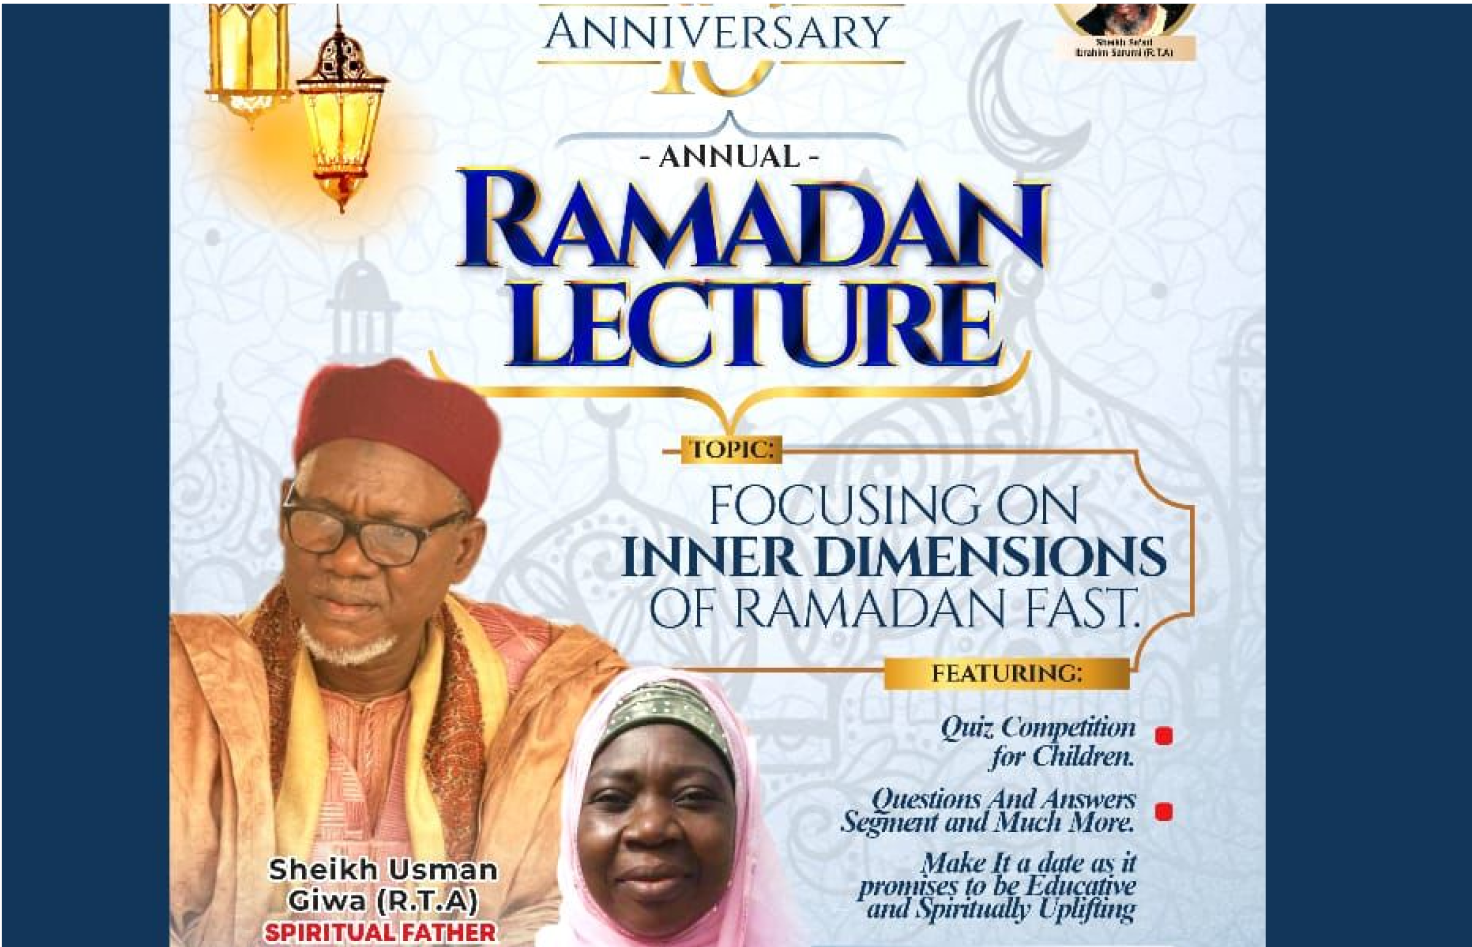 ANNIVERSARY
Ibrahim Sarumi (R.T.A)
- ANNUAL -
RAMADAN
LECTURE
TOPIC:
FOCUSING ON
INNER DIMENSIONS
OF RAMADAN FAST.
FEATURING:
Quiz Competition
for Children.
Questions And Answers
Segment and Much More.
Make It a date as it
promises to be Educative
and Spiritually Uplifting
Sheikh Usman
Giwa (R.T.A)
SPIRITUAL FATHER